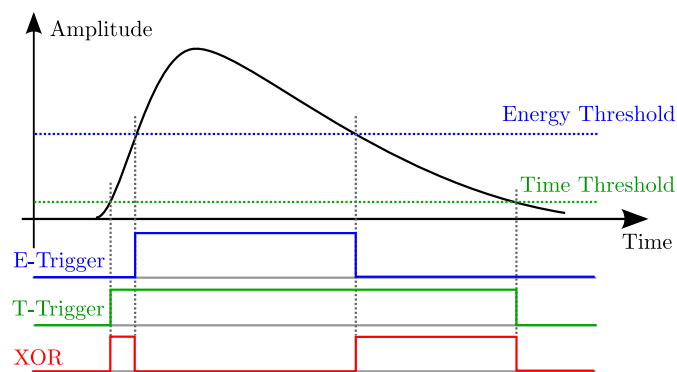 Amplitude
Energy Threshold
Time Threshold
Time
E-Trigger
T-Trigger
XOR